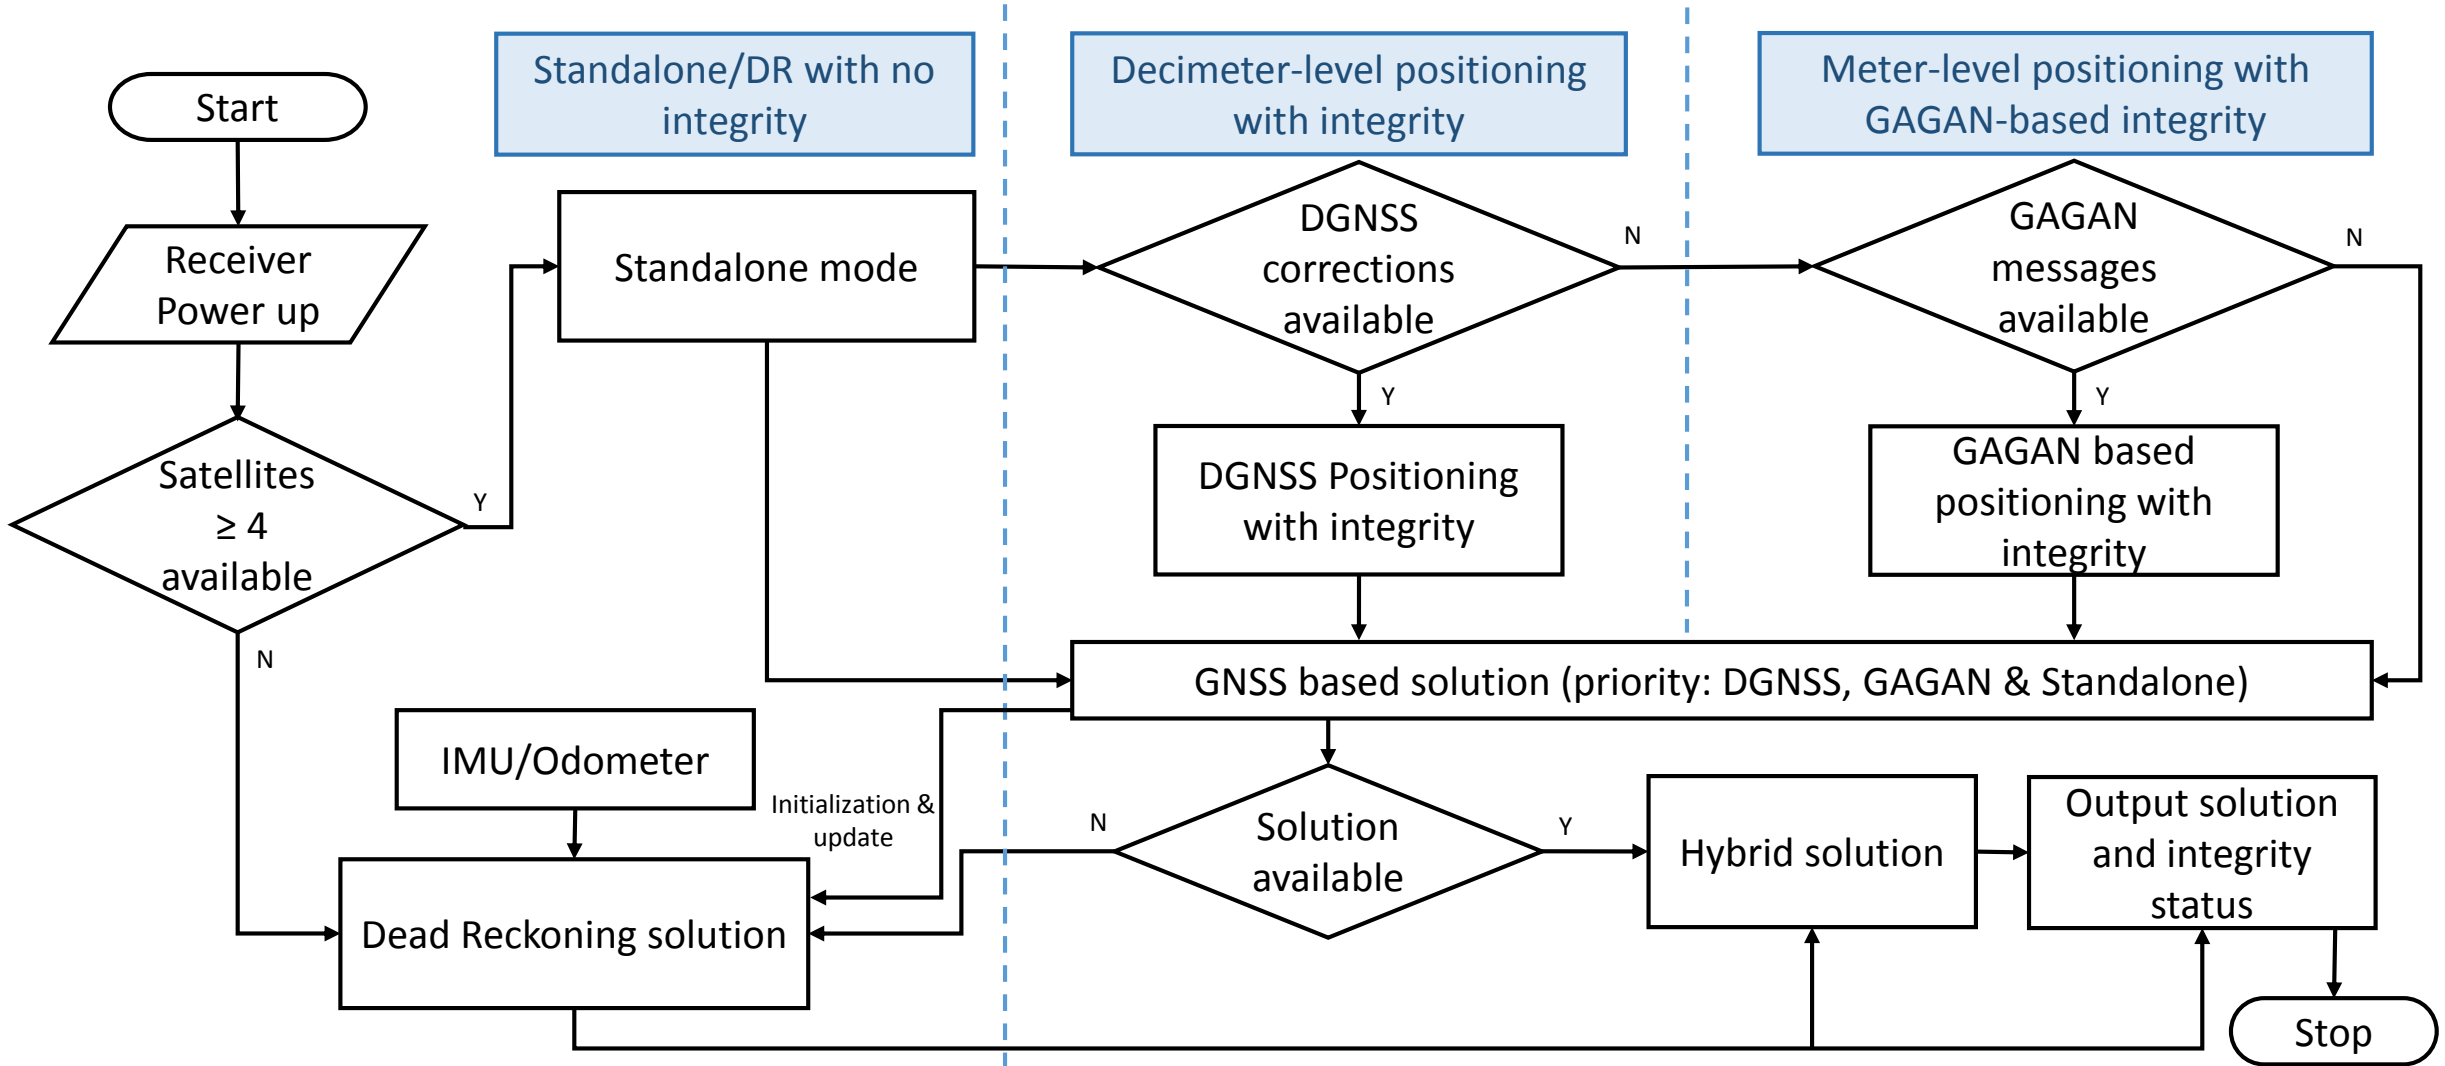 Start
Standalone/DR with no
integrity
Decimeter-level positioning
with integrity
Meter-level positioning with
GAGAN-based integrity
Receiver
Power up
Standalone mode
DGNSS
corrections
available
N
GAGAN
messages
available
N
Satellites
≥ 4
available
Y
N
Y
DGNSS Positioning
with integrity
Y
GAGAN based
positioning with
integrity
GNSS based solution (priority: DGNSS, GAGAN & Standalone)
IMU/Odometer
Initialization &
update
Dead Reckoning solution
N
Solution
available
Y
Hybrid solution
Output solution
and integrity
status
Stop